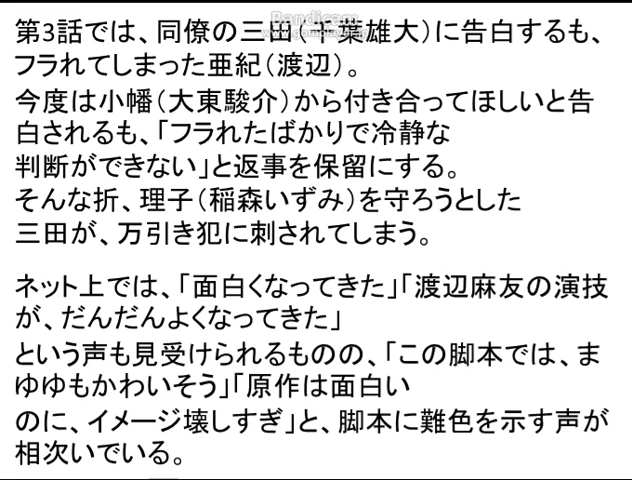 Bandicam
第3話では、同僚の三田（千葉雄大）に告白するも、
フラれてしまった亜紀（渡辺）。
今度は小幡（大東駿介）から付き合ってほしいと告
白されるも、「フラれたばかりで冷静な
判断ができない」と返事を保留にする。
そんな折、理子（稲森いずみ）を守ろうとした
三田が、万引き犯に刺されてしまう。
ネット上では、「面白くなってきた」「渡辺麻友の演技
が、だんだんよくなってきた」
という声も見受けられるものの、「この脚本では、ま
ゆゆもかわいそう」「原作は面白い
のに、イメージ壊しすぎ」と、脚本に難色を示す声が
相次いでいる。